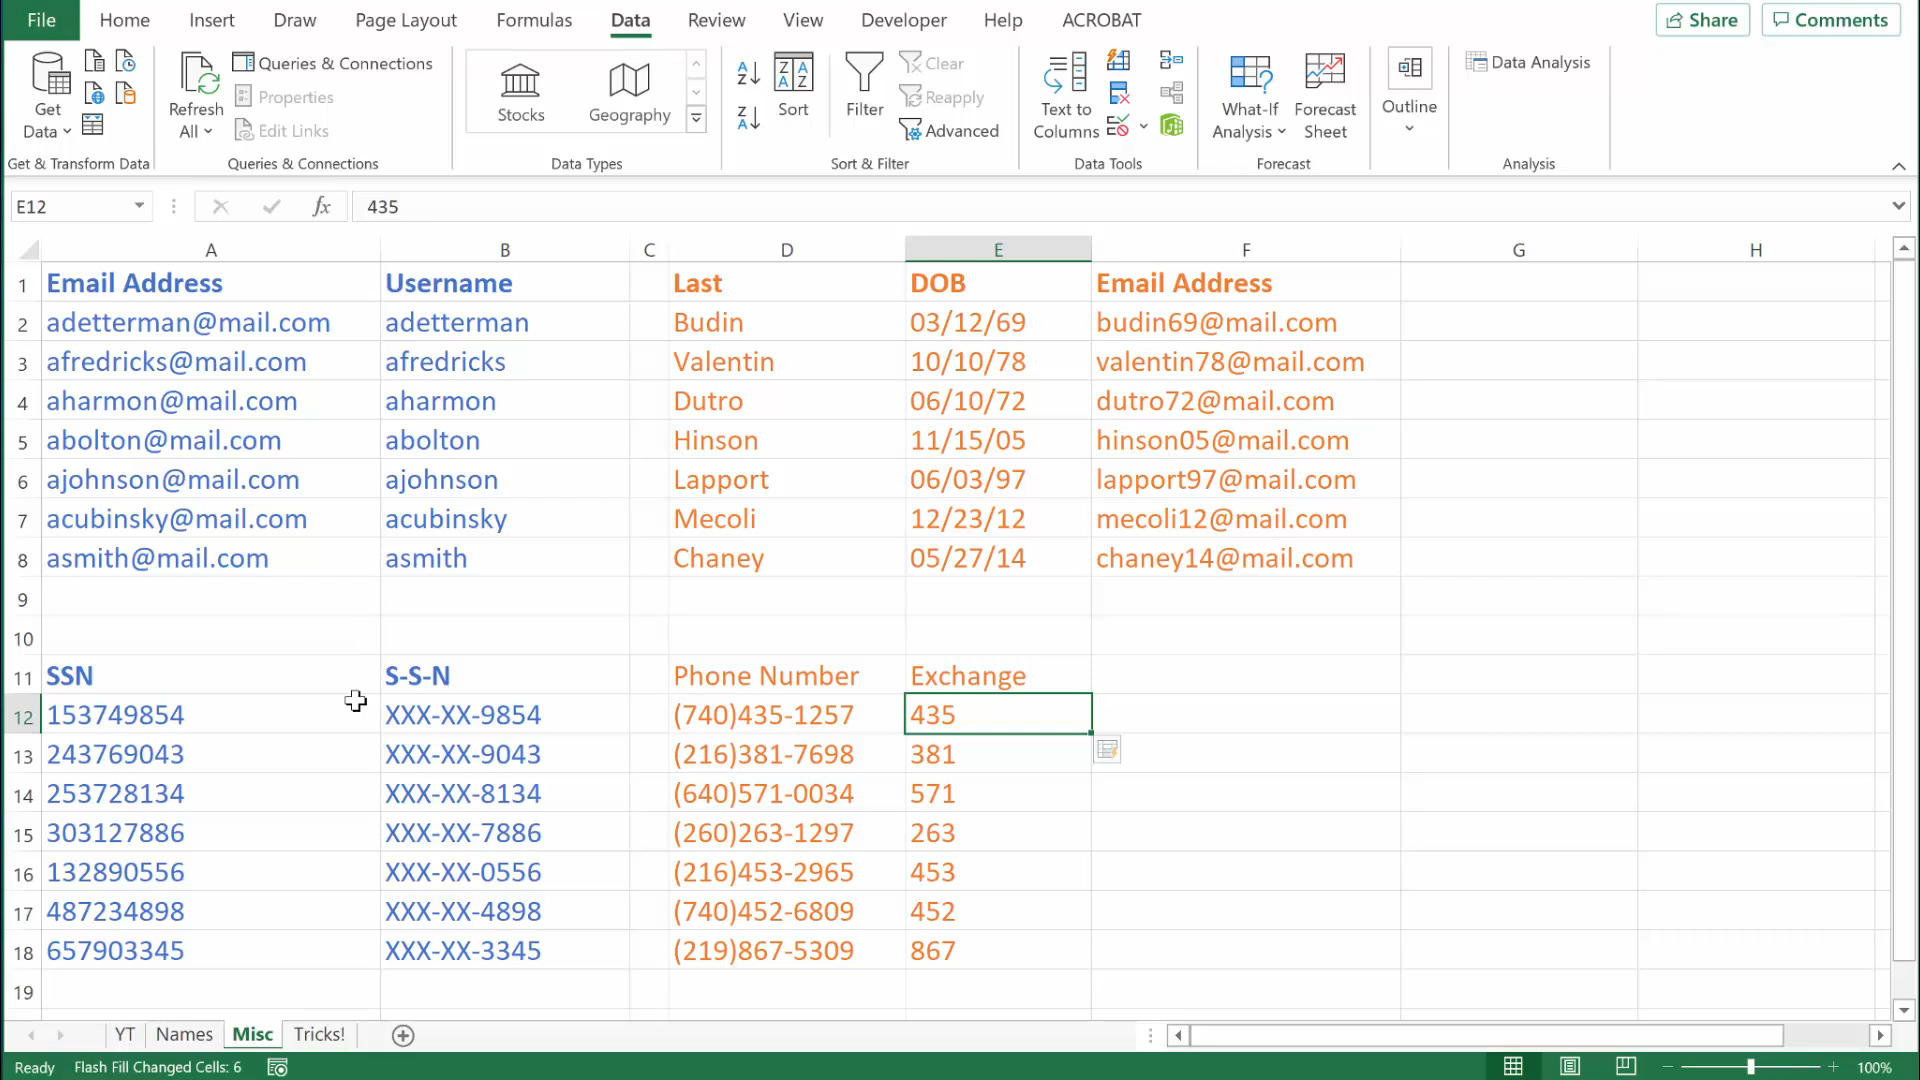 File Home Insert Draw Page Layout Formulas Data Review View Developer Help ACROBAT Share Comments
Get Data Refresh All Queries & Connections Properties Edit Links Stocks Geography Sort Filter Clear Reapply Advanced Text to Columns What-If Analysis Forecast Sheet Outline Data Analysis
Get & Transform Data Queries & Connections Data Types Sort & Filter Data Tools Forecast Analysis
E12 fx 435
A B C D E F G H
1 Email Address Username Last DOB Email Address
2 adetterman@mail.com adetterman Budin 03/12/69 budin69@mail.com
3 afredricks@mail.com afredricks Valentin 10/10/78 valentin78@mail.com
4 aharmon@mail.com aharmon Dutro 06/10/72 dutro72@mail.com
5 abolton@mail.com abolton Hinson 11/15/05 hinson05@mail.com
6 ajohnson@mail.com ajohnson Lapport 06/03/97 lapport97@mail.com
7 acubinsky@mail.com acubinsky Mecoli 12/23/12 mecoli12@mail.com
8 asmith@mail.com asmith Chaney 05/27/14 chaney14@mail.com
9
10
11 SSN S-S-N Phone Number Exchange
12 153749854 XXX-XX-9854 (740)435-1257 435
13 243769043 XXX-XX-9043 (216)381-7698 381
14 253728134 XXX-XX-8134 (640)571-0034 571
15 303127886 XXX-XX-7886 (260)263-1297 263
16 132890556 XXX-XX-0556 (216)453-2965 453
17 487234898 XXX-XX-4898 (740)452-6809 452
18 657903345 XXX-XX-3345 (219)867-5309 867
19
YT Names Misc Tricks!
Ready Flash Fill Changed Cells: 6 100%